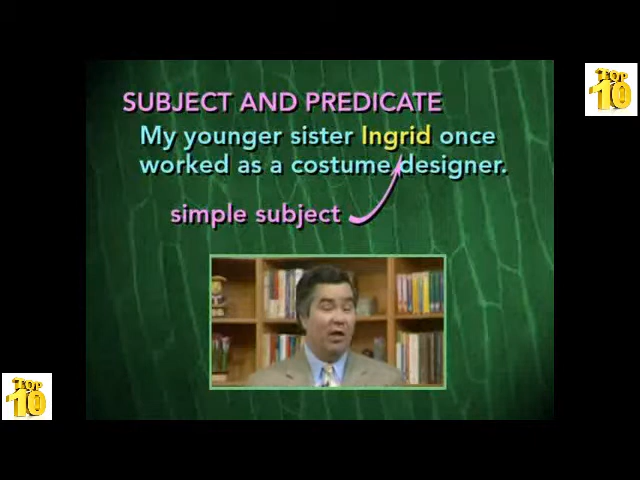 TOP
10
SUBJECT AND PREDICATE
My younger sister Ingrid once
worked as a costume designer.
simple subject
TOP
10